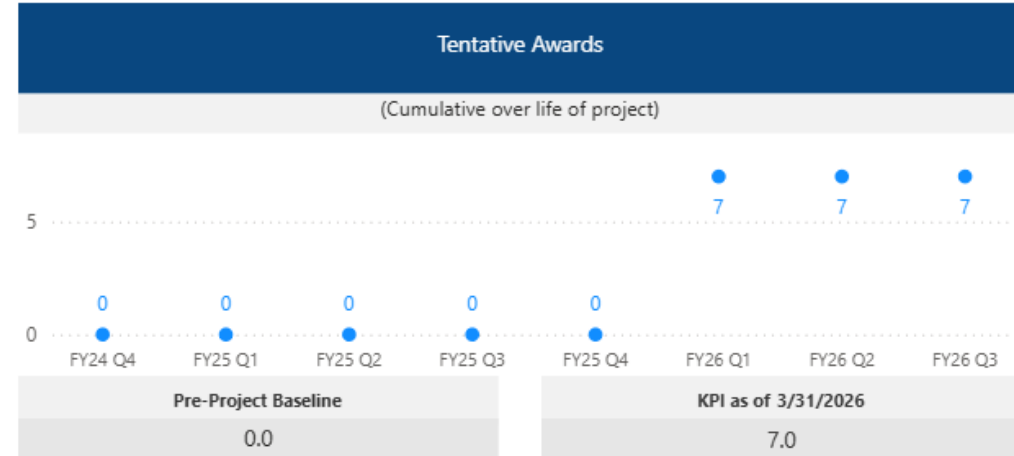 Tentative Awards
(Cumulative over life of project)
7 7 7
5
0 0 0 0 0
0
FY24 Q4 FY25 Q1 FY25 Q2 FY25 Q3 FY25 Q4 FY26 Q1 FY26 Q2 FY26 Q3
Pre-Project Baseline KPI as of 3/31/2026
0.0 7.0